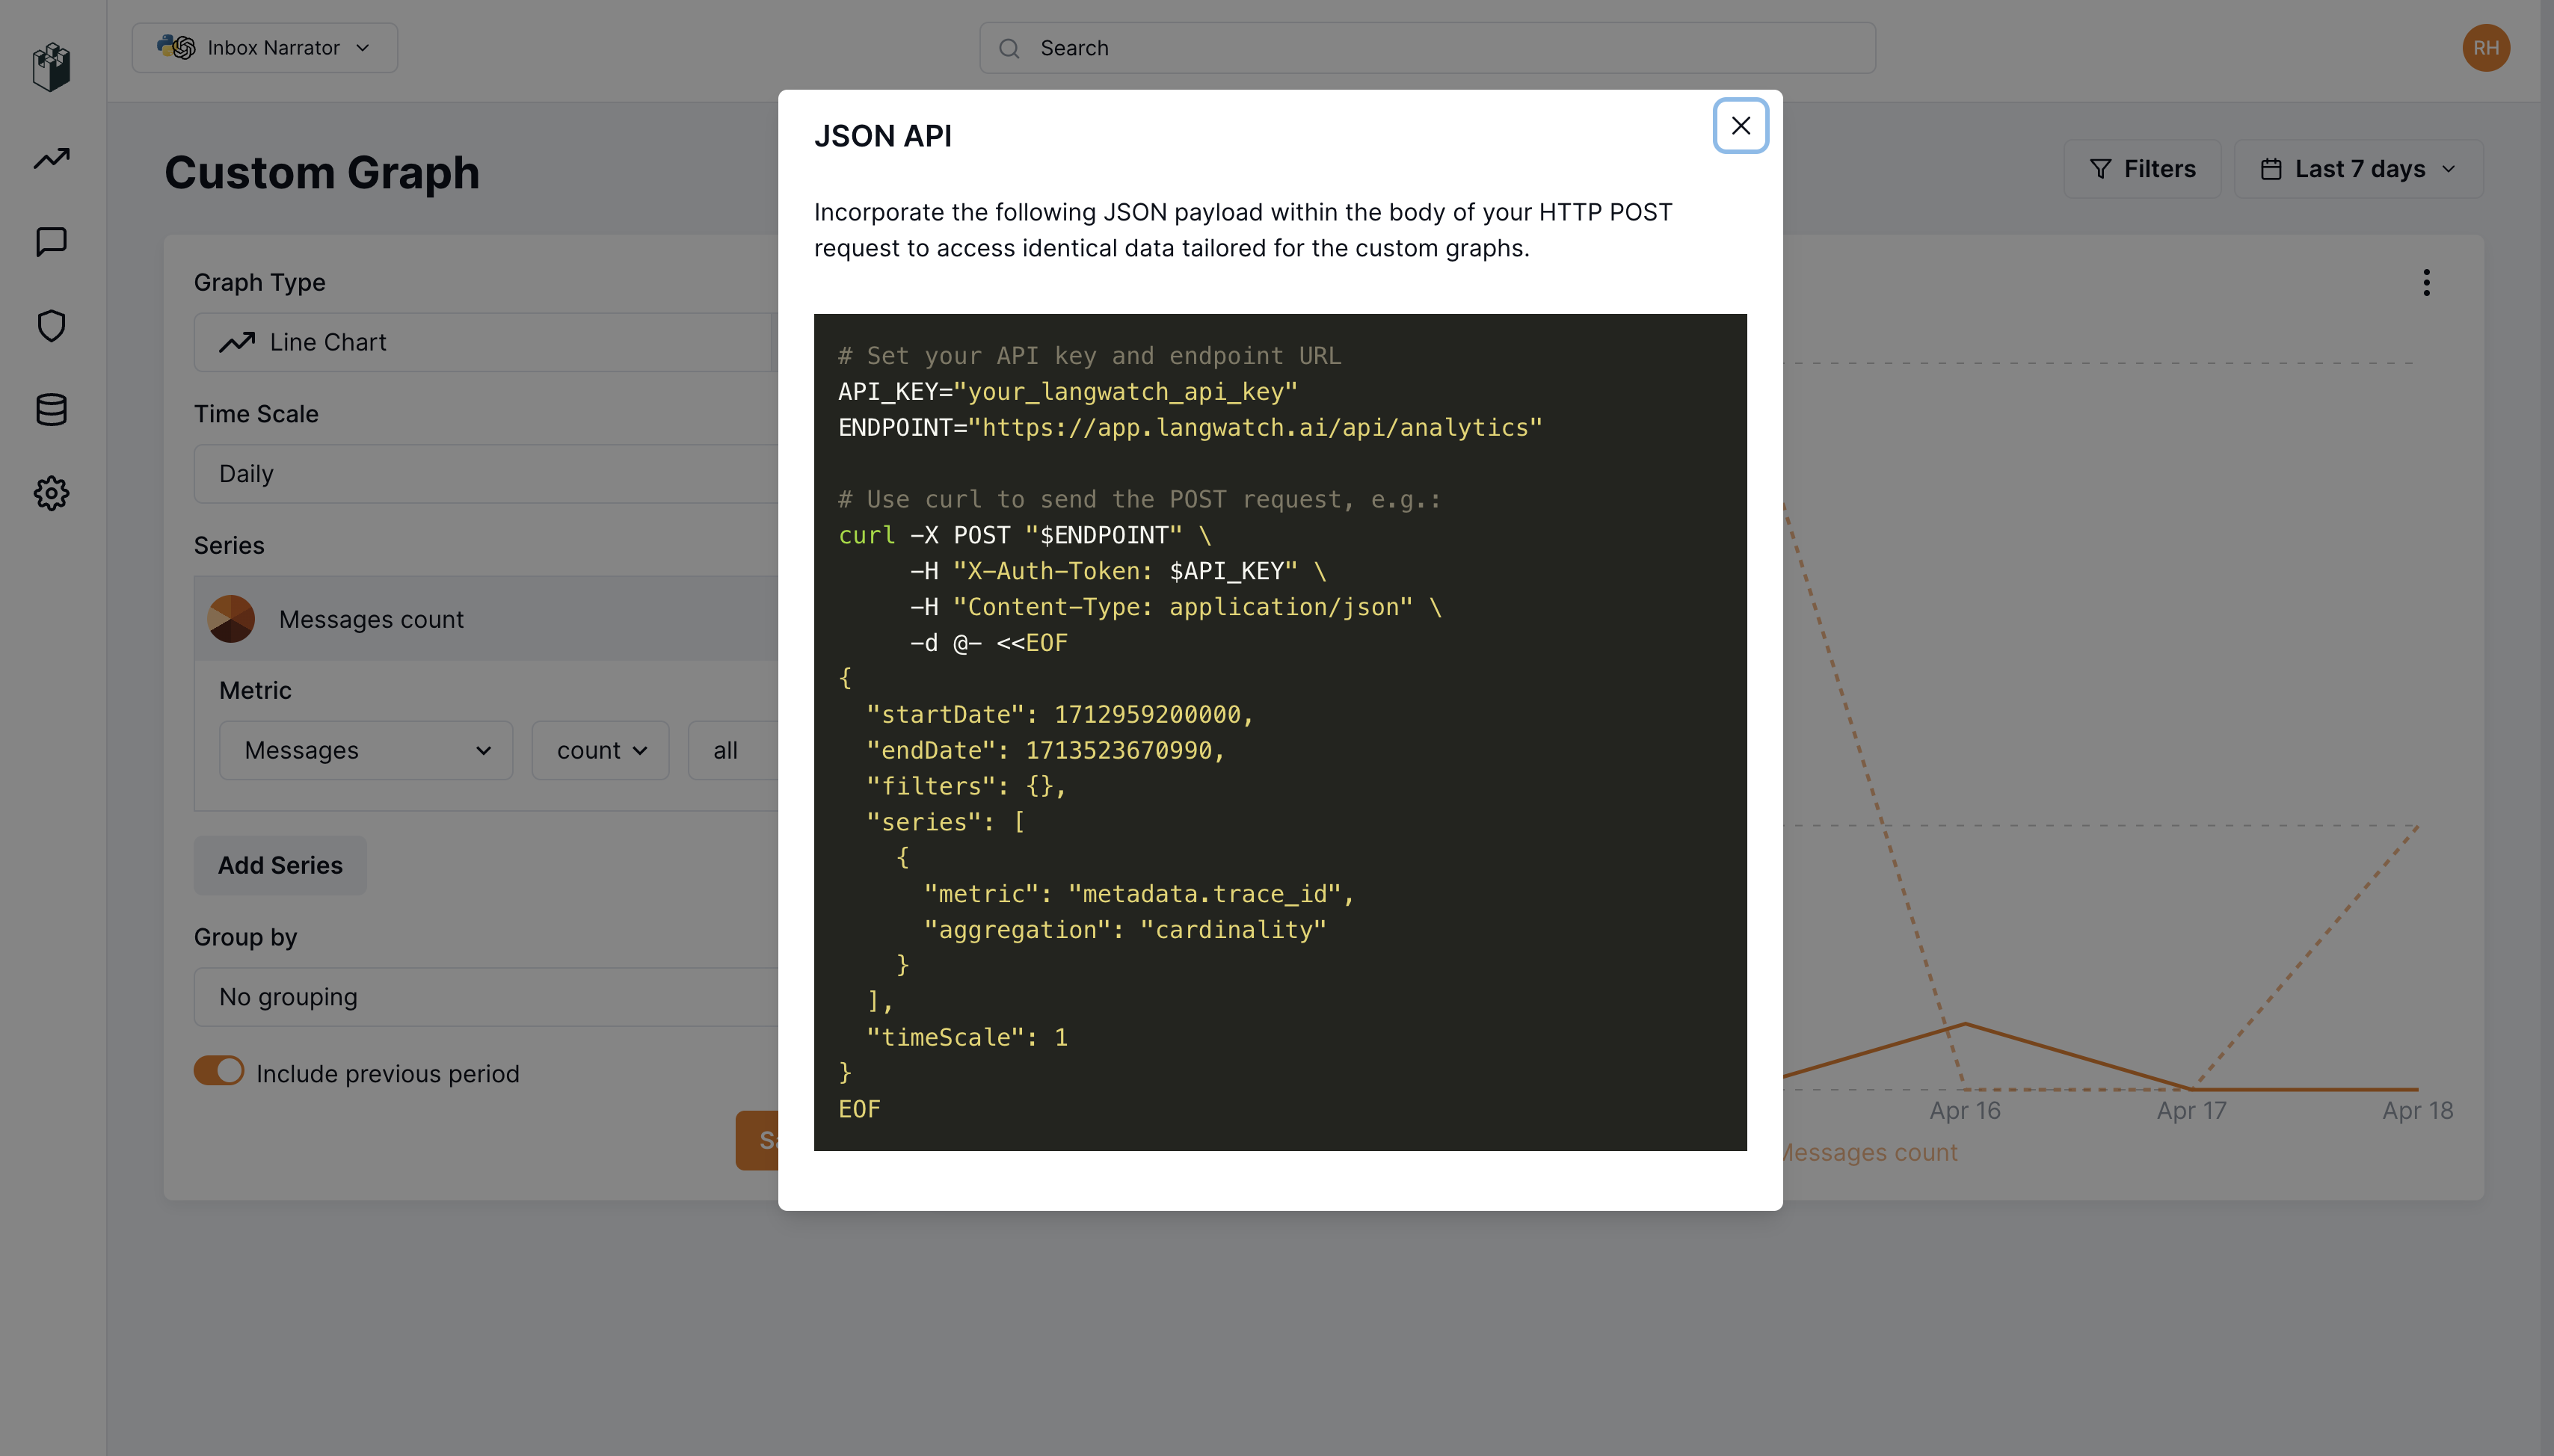 Inbox Narrator
Search
RH
Custom Graph
Filters
Last 7 days
Graph Type
Line Chart
Time Scale
Daily
Series
Messages count
Metric
Messages
count
all
Add Series
Group by
No grouping
Include previous period
JSON API
Incorporate the following JSON payload within the body of your HTTP POST
request to access identical data tailored for the custom graphs.
# Set your API key and endpoint URL
API_KEY="your_langwatch_api_key"
ENDPOINT="https://app.langwatch.ai/api/analytics"
# Use curl to send the POST request, e.g.:
curl -X POST "$ENDPOINT" \
     -H "X-Auth-Token: $API_KEY" \
     -H "Content-Type: application/json" \
     -d @- <<EOF
{
  "startDate": 1712959200000,
  "endDate": 1713523670990,
  "filters": {},
  "series": [
    {
      "metric": "metadata.trace_id",
      "aggregation": "cardinality"
    }
  ],
  "timeScale": 1
}
EOF
Apr 16
Apr 17
Apr 18
Messages count